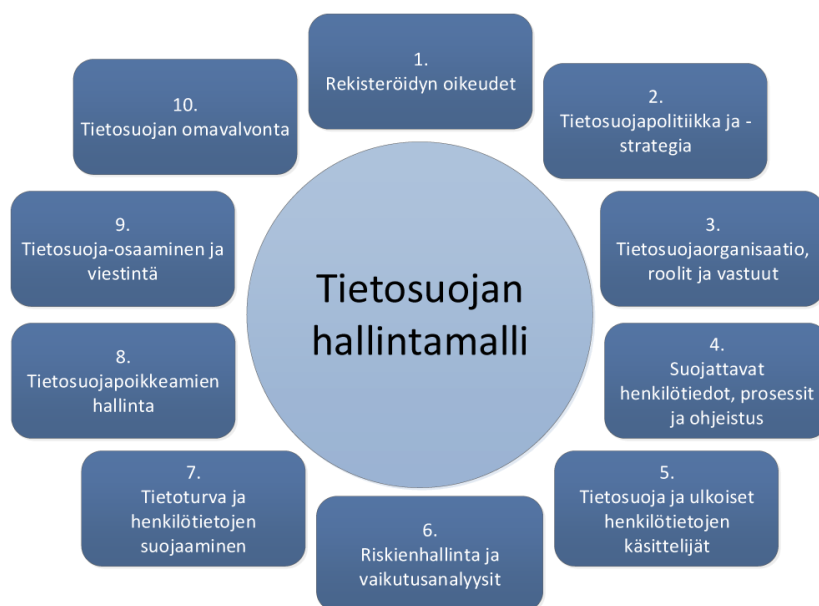 1.
Rekisteröidyn oikeudet
2.
Tietosuojapolitiikka ja -
strategia
3.
Tietosuojaorganisaatio,
roolit ja vastuut
4.
Suojattavat
henkilötiedot, prosessit
ja ohjeistus
5.
Tietosuoja ja ulkoiset
henkilötietojen
käsittelijät
6.
Riskienhallinta ja
vaikutusanalyysit
7.
Tietoturva ja
henkilötietojen
suojaaminen
8.
Tietosuojapoikkeamien
hallinta
9.
Tietosuoja-osaaminen ja
viestintä
10.
Tietosuojan omavalvonta
Tietosuojan
hallintamalli